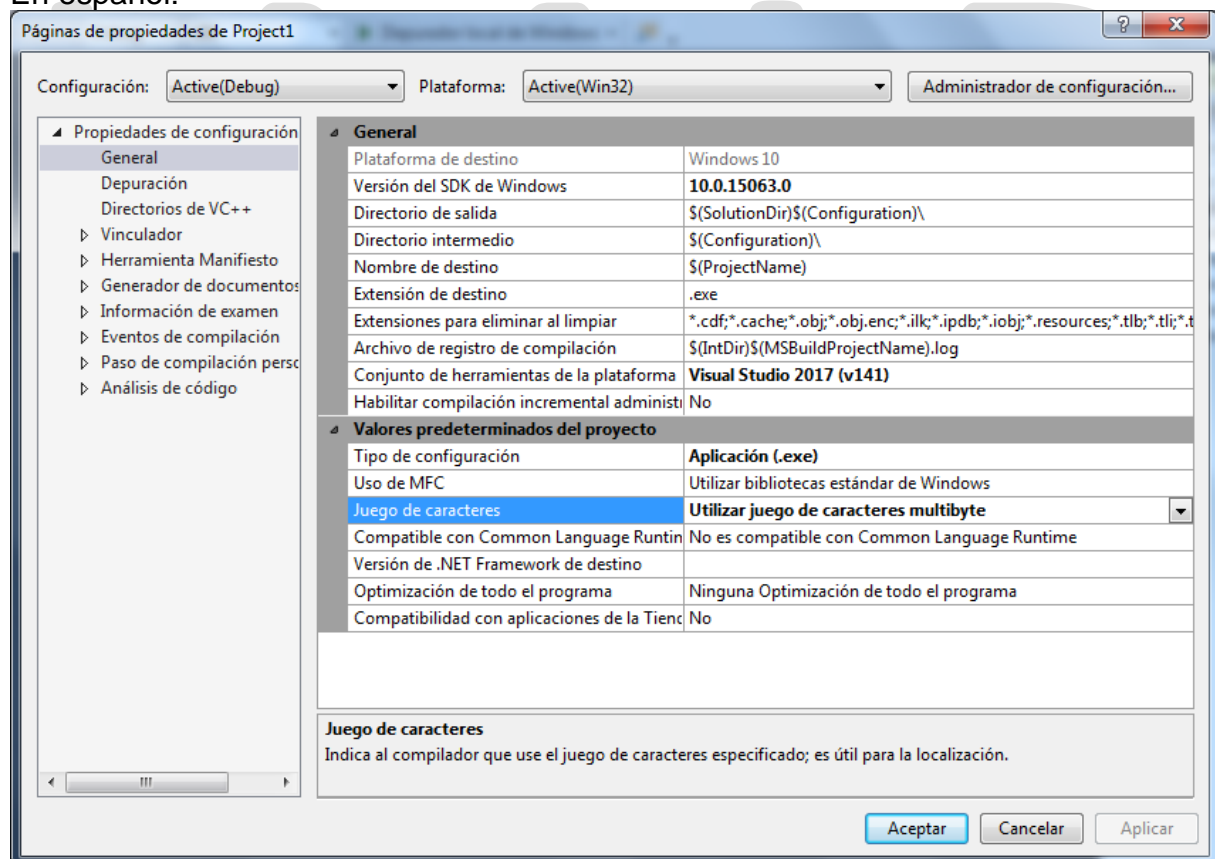 En español:
Páginas de propiedades de Project1
Configuración: Active(Debug) Plataforma: Active(Win32) Administrador de configuración...
Propiedades de configuración
General
Depuración
Directorios de VC++
Vinculador
Herramienta Manifiesto
Generador de documentos
Información de examen
Eventos de compilación
Paso de compilación perso
Análisis de código
General
Plataforma de destino Windows 10
Versión del SDK de Windows 10.0.15063.0
Directorio de salida $(SolutionDir)$(Configuration)\
Directorio intermedio $(Configuration)\
Nombre de destino $(ProjectName)
Extensión de destino .exe
Extensiones para eliminar al limpiar *.cdf;*.cache;*.obj;*.obj.enc;*.ilk;*.ipdb;*.iobj;*.resources;*.tlb;*.tli;*.t
Archivo de registro de compilación $(IntDir)$(MSBuildProjectName).log
Conjunto de herramientas de la plataforma Visual Studio 2017 (v141)
Habilitar compilación incremental administr No
Valores predeterminados del proyecto
Tipo de configuración Aplicación (.exe)
Uso de MFC Utilizar bibliotecas estándar de Windows
Juego de caracteres Utilizar juego de caracteres multibyte
Compatible con Common Language Runtin No es compatible con Common Language Runtime
Versión de .NET Framework de destino
Optimización de todo el programa Ninguna Optimización de todo el programa
Compatibilidad con aplicaciones de la Tienc No
Juego de caracteres
Indica al compilador que use el juego de caracteres especificado; es útil para la localización.
Aceptar Cancelar Aplicar